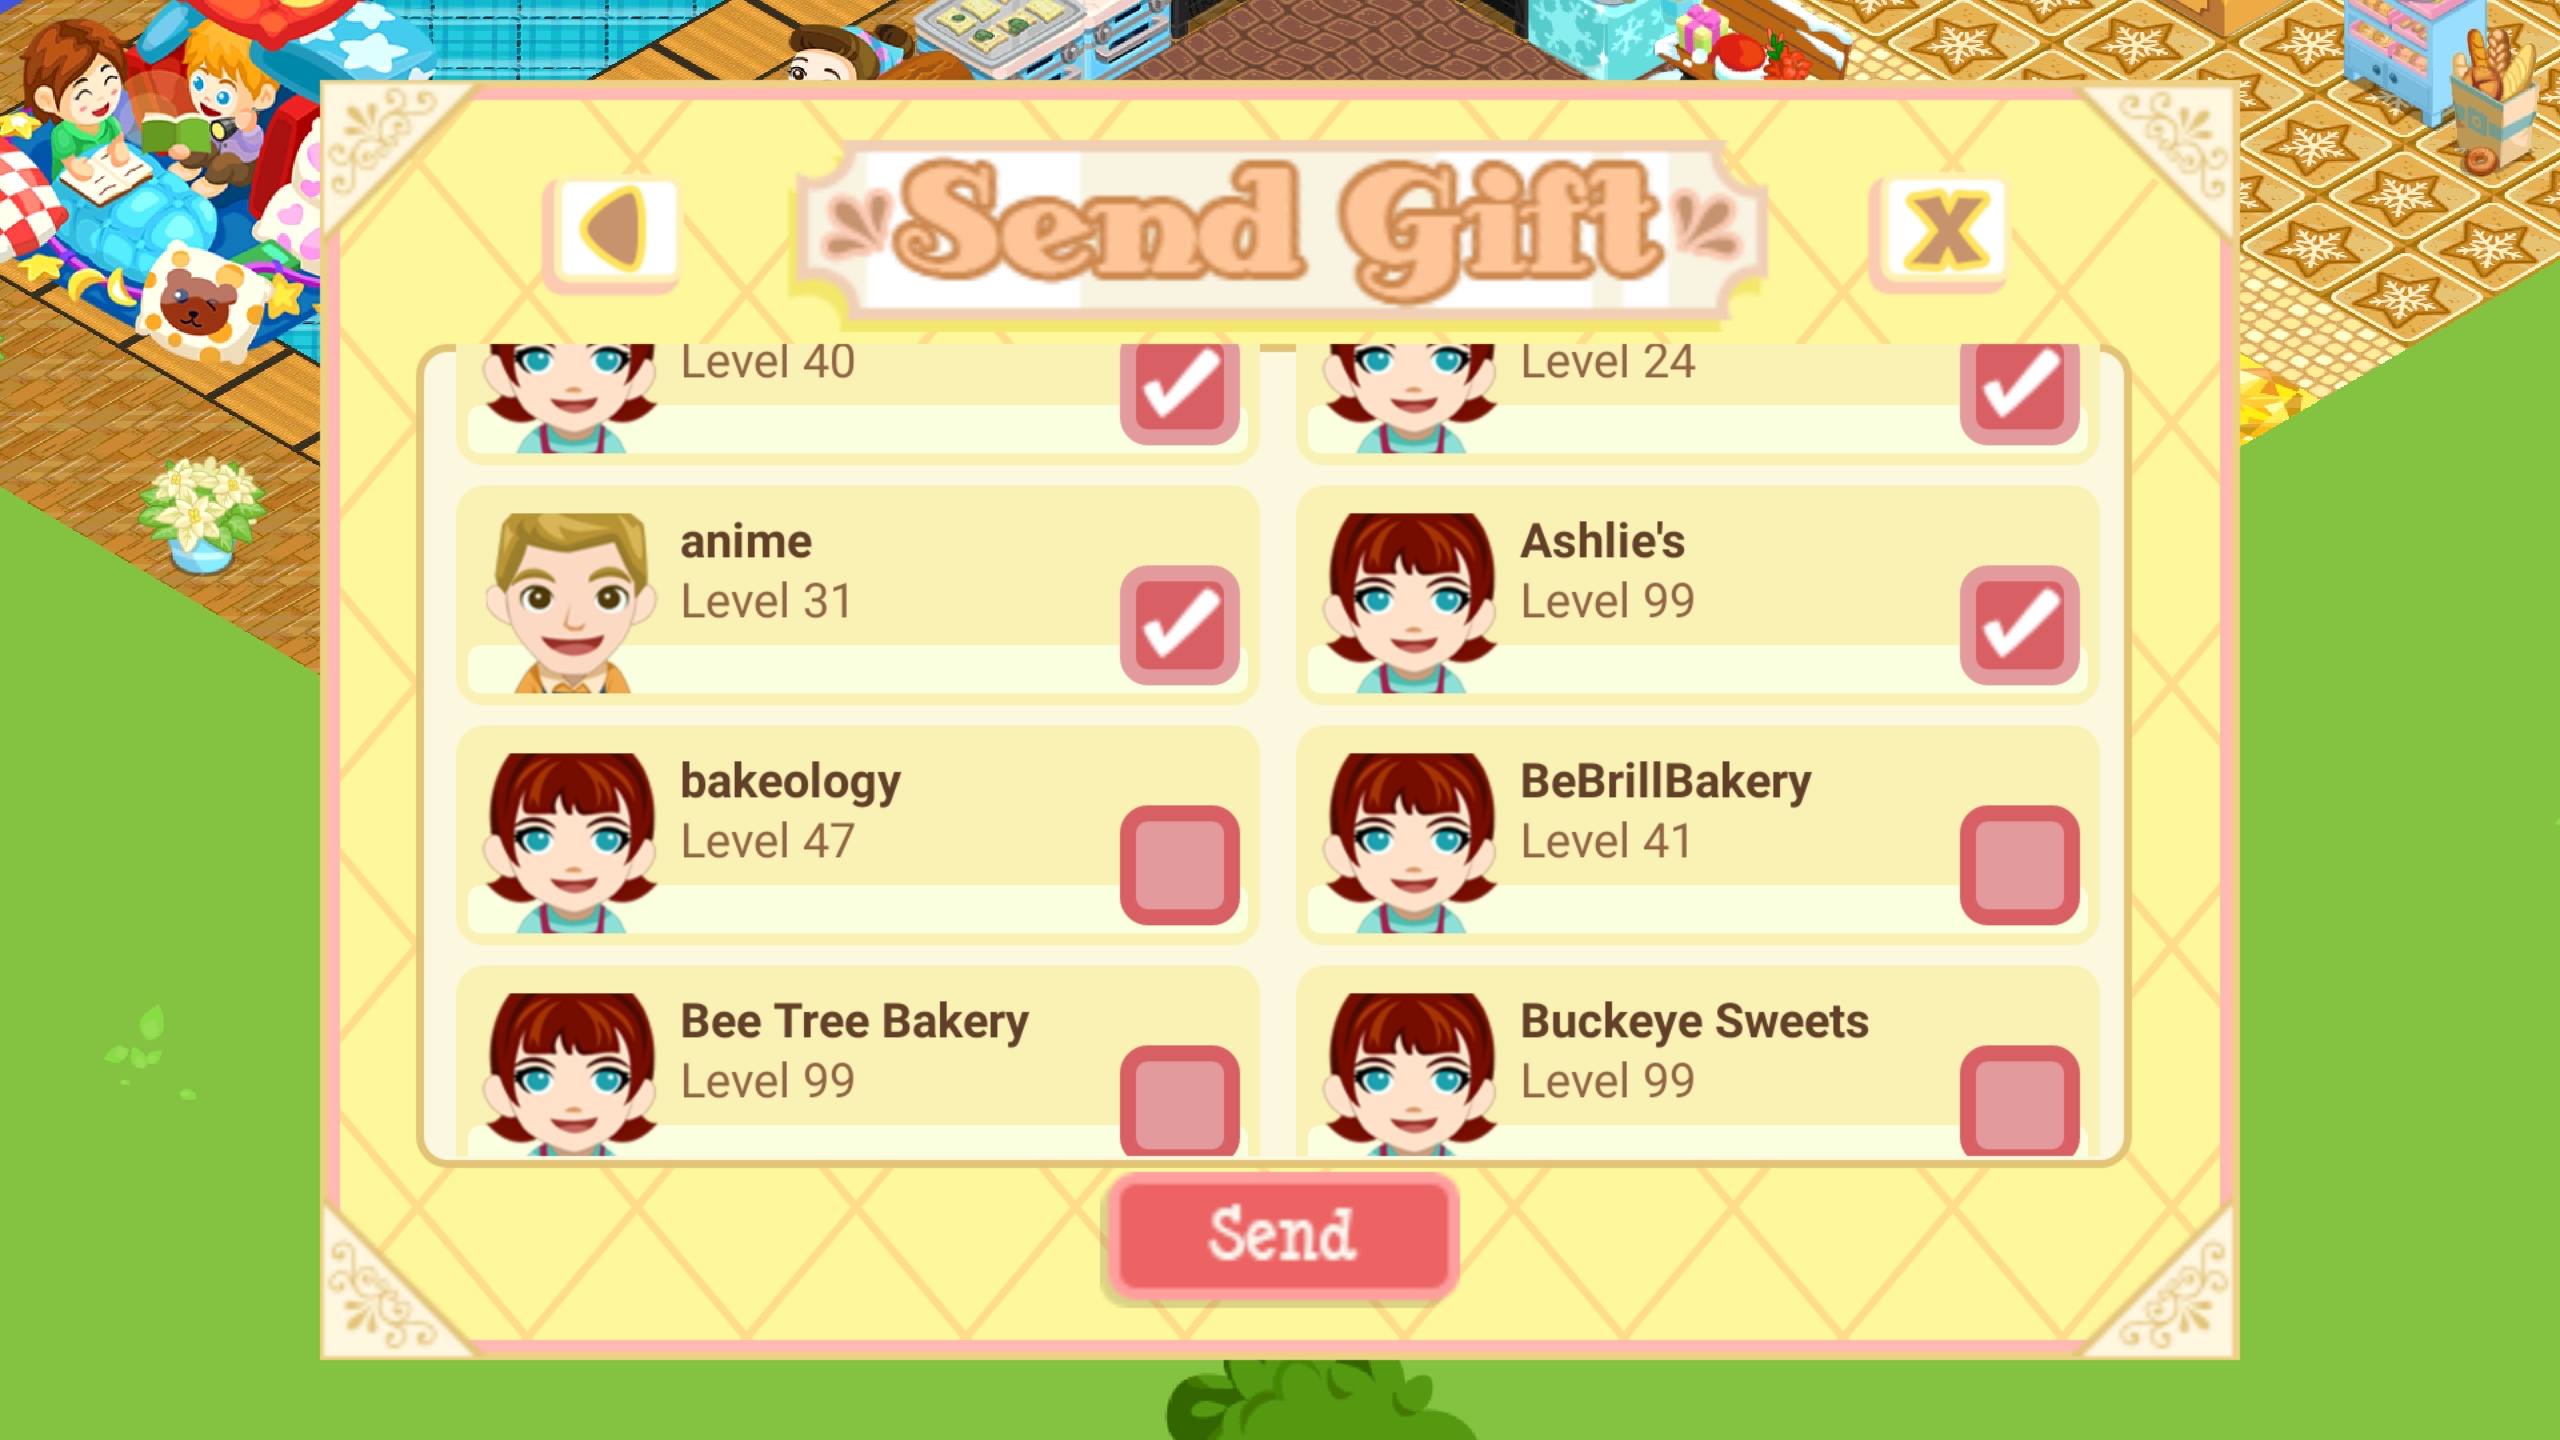 Send Gift
X
Level 40
Level 24
anime
Level 31
Ashlie's
Level 99
bakeology
Level 47
BeBrillBakery
Level 41
Bee Tree Bakery
Level 99
Buckeye Sweets
Level 99
Send